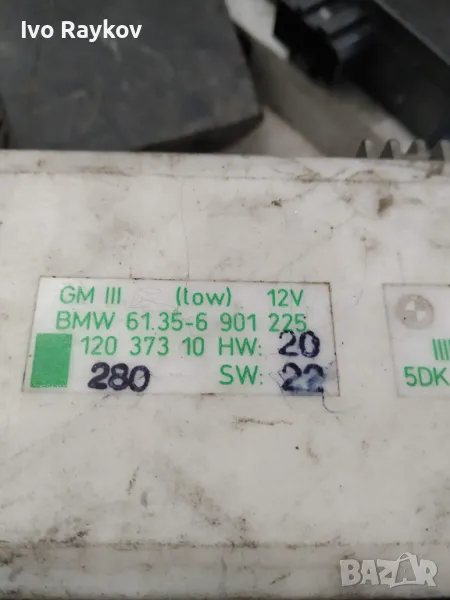 Ivo Raykov
GM III (low) 12V
BMW 61.35-6 901 225
120 373 10 HW: 20
280 SW: 22
5DK
BAZAR